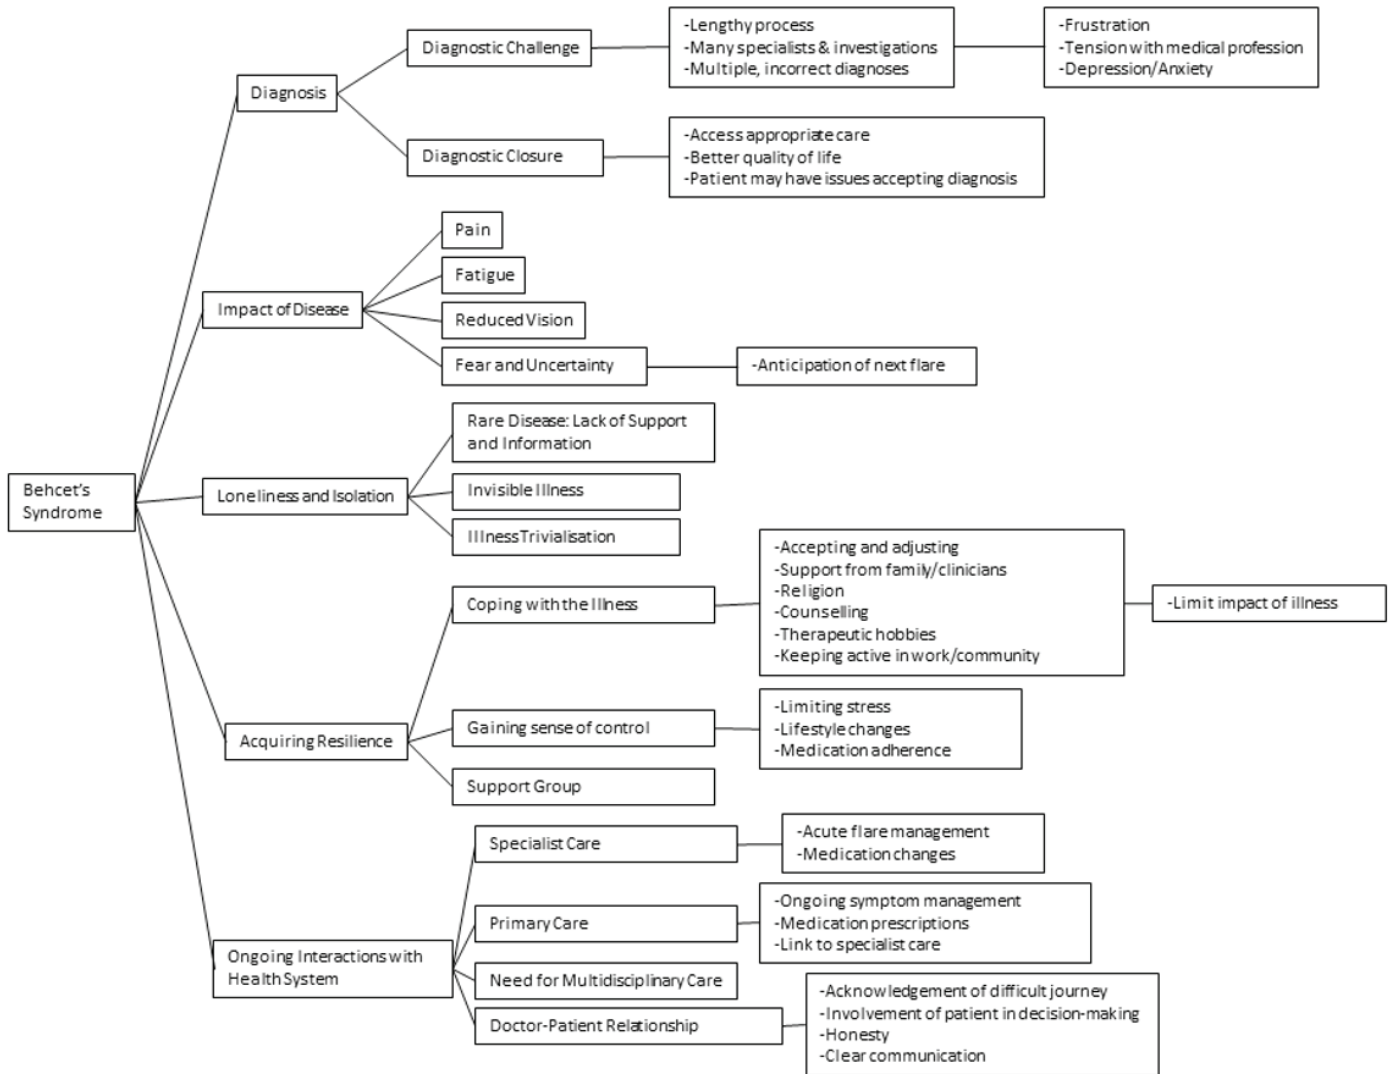 Diagnostic Challenge
-Lengthy process
-Many specialists & investigations
-Multiple, incorrect diagnoses
-Frustration
-Tension with medical profession
-Depression/Anxiety
Diagnosis
Diagnostic Closure
-Access appropriate care
-Better quality of life
-Patient may have issues accepting diagnosis
Pain
Fatigue
Impact of Disease
Reduced Vision
Fear and Uncertainty
-Anticipation of next flare
Rare Disease: Lack of Support
and Information
Behcet's
Syndrome
Loneliness and Isolation
Invisible Illness
Illness Trivialisation
Coping with the Illness
-Accepting and adjusting
-Support from family/clinicians
-Religion
-Counselling
-Therapeutic hobbies
-Keeping active in work/community
-Limit impact of illness
Acquiring Resilience
Gaining sense of control
-Limiting stress
-Lifestyle changes
-Medication adherence
Support Group
Specialist Care
-Acute flare management
-Medication changes
Primary Care
-Ongoing symptom management
-Medication prescriptions
-Link to specialist care
Ongoing Interactions with
Health System
Need for Multidisciplinary Care
Doctor-Patient Relationship
-Acknowledgement of difficult journey
-Involvement of patient in decision-making
-Honesty
-Clear communication